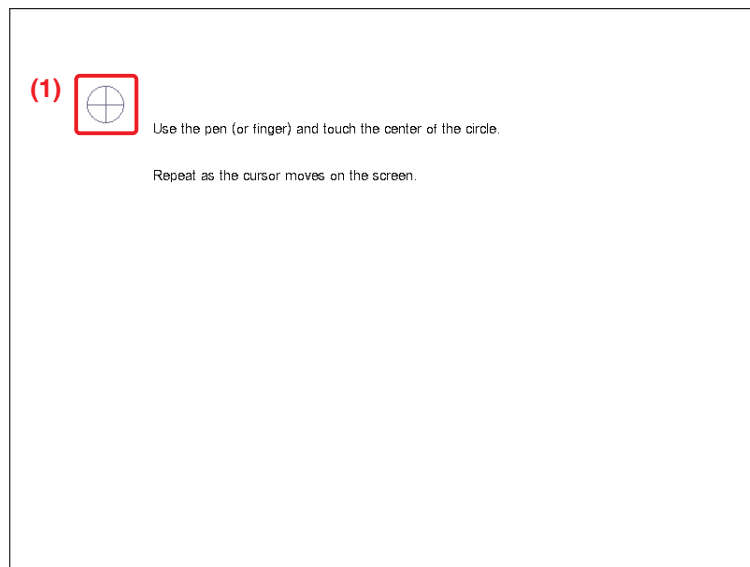 (1)
Use the pen (or finger) and touch the center of the circle.
Repeat as the cursor moves on the screen.